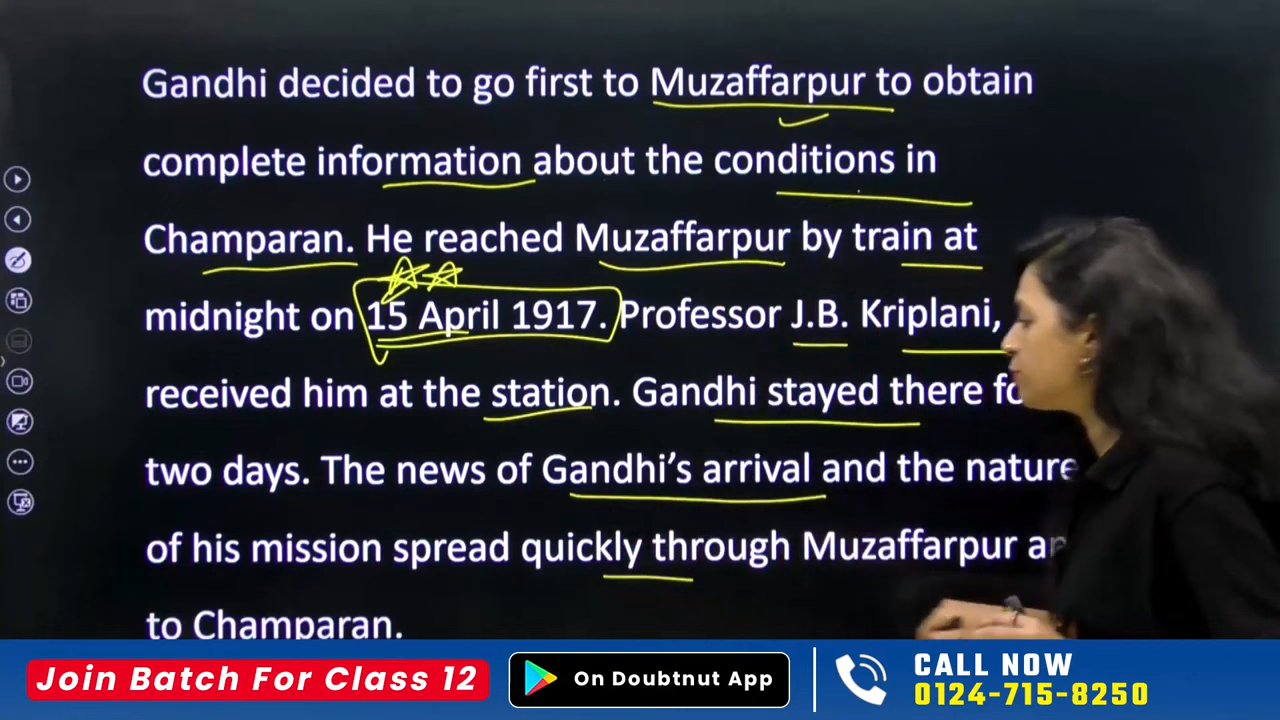 Gandhi decided to go first to Muzaffarpur to obtain
complete information about the conditions in
Champaran. He reached Muzaffarpur by train at
midnight on 15 April 1917. Professor J.B. Kriplani,
received him at the station. Gandhi stayed there
two days. The news of Gandhi's arrival and the nature
of his mission spread quickly through Muzaffarpur
to Champaran.
Join Batch For Class 12
On Doubtnut App
CALL NOW
0124-715-8250